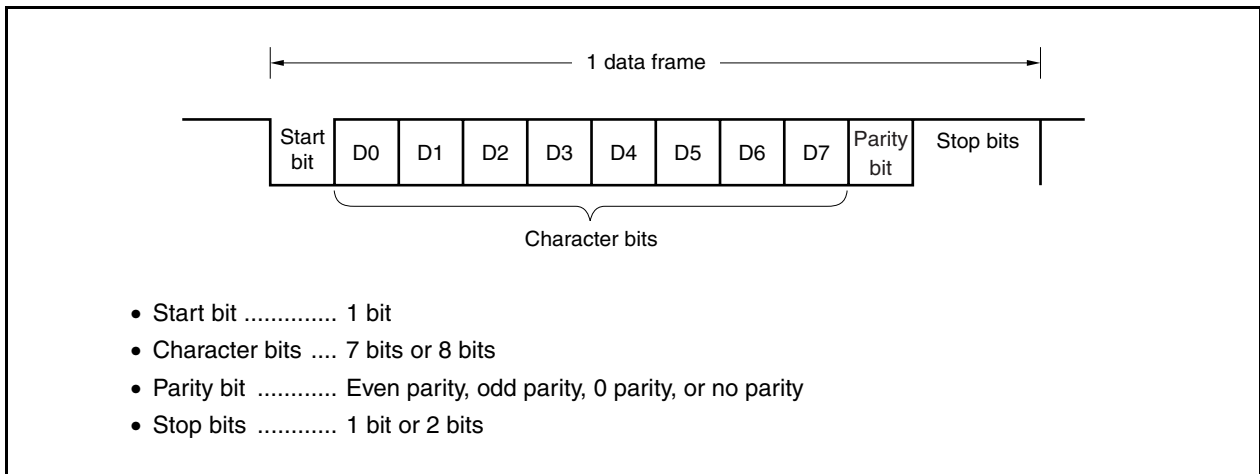 1 data frame
Start bit
D0 D1 D2 D3 D4 D5 D6 D7
Parity bit
Stop bits
Character bits
• Start bit .............. 1 bit
• Character bits .... 7 bits or 8 bits
• Parity bit ............ Even parity, odd parity, 0 parity, or no parity
• Stop bits ............ 1 bit or 2 bits